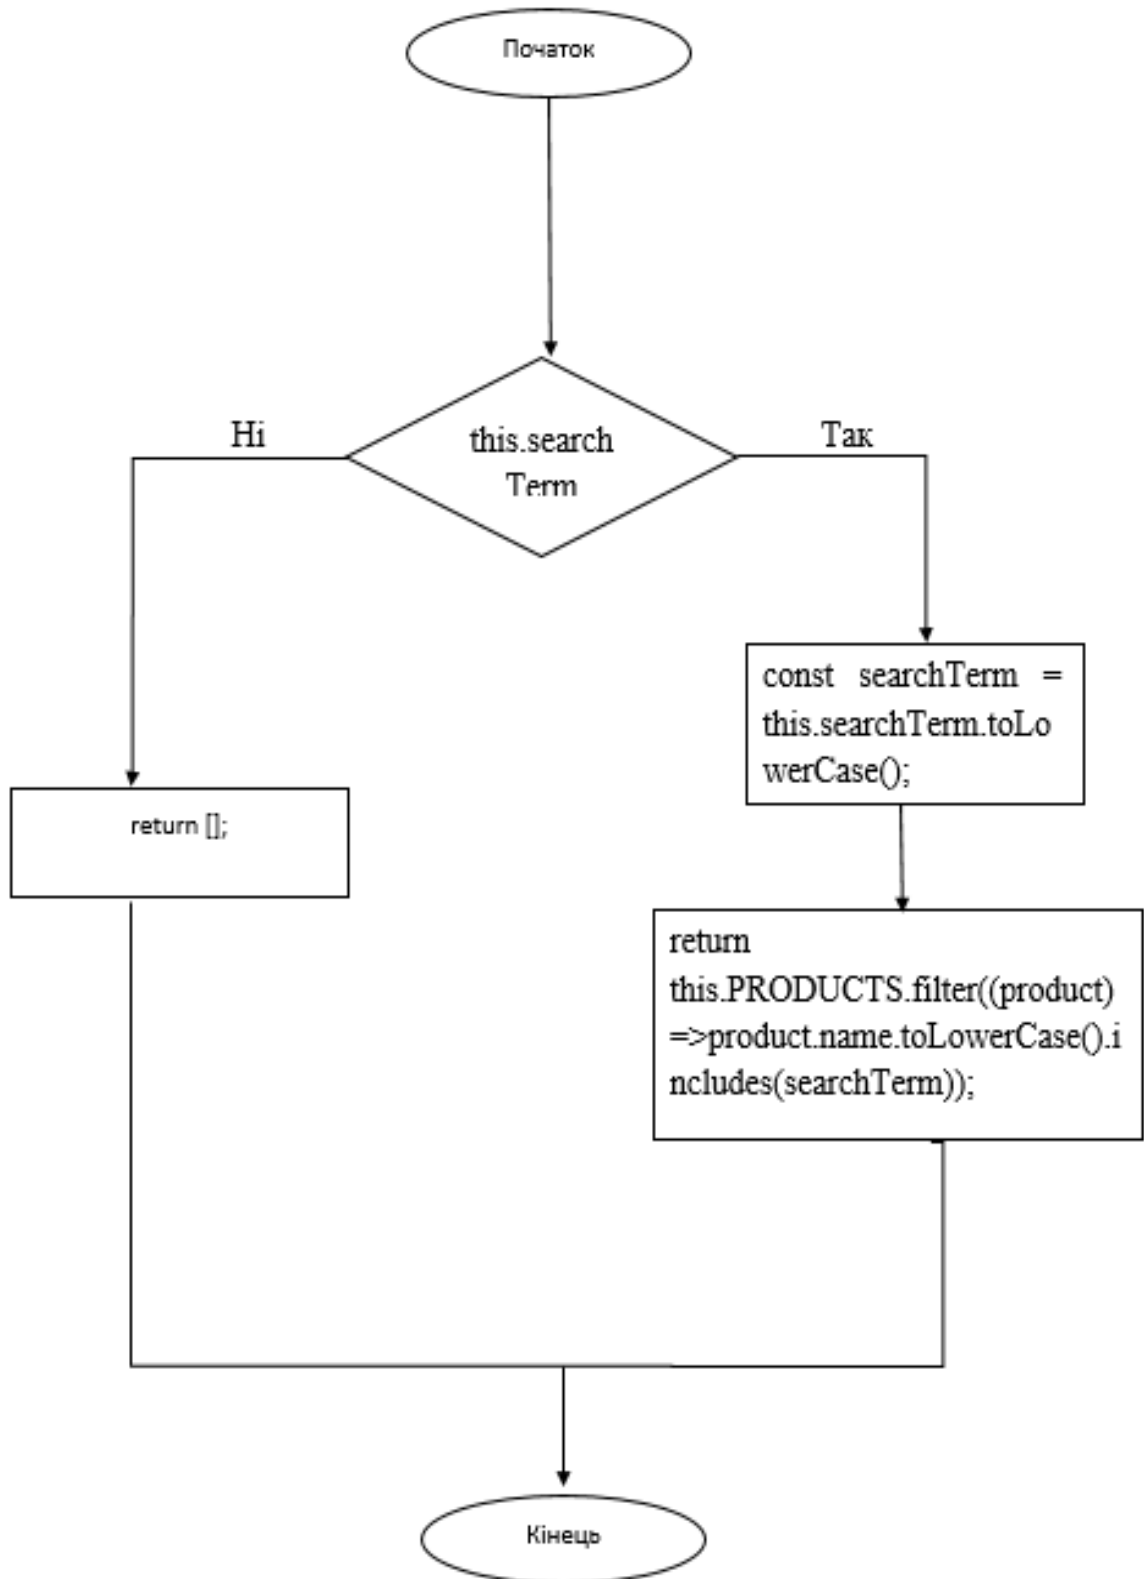 Початок
Ні
this.search
Term
Так
const searchTerm =
this.searchTerm.toLo
werCase();
return [];
return
this.PRODUCTS.filter((product)
=>product.name.toLowerCase().i
ncludes(searchTerm));
Кінець